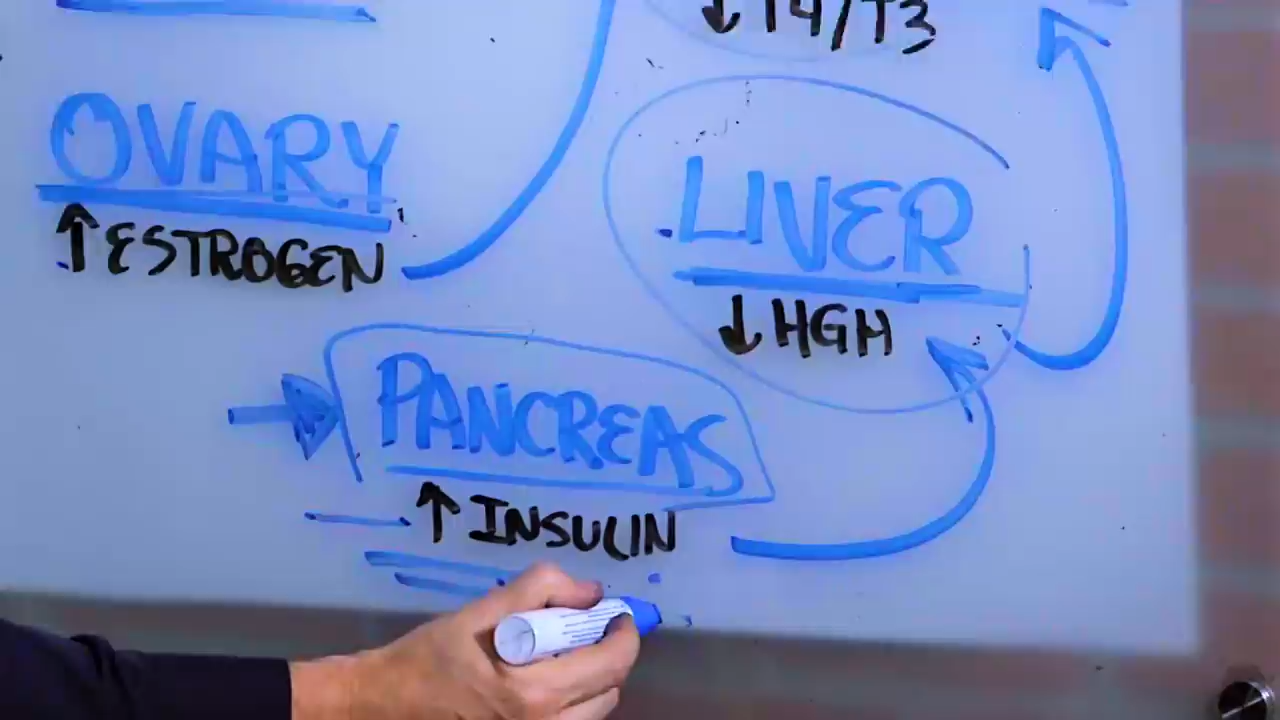 ↓ T4/T3
OVARY
↑ ESTROGEN
LIVER
↓ HGH
PANCREAS
↑ INSULIN